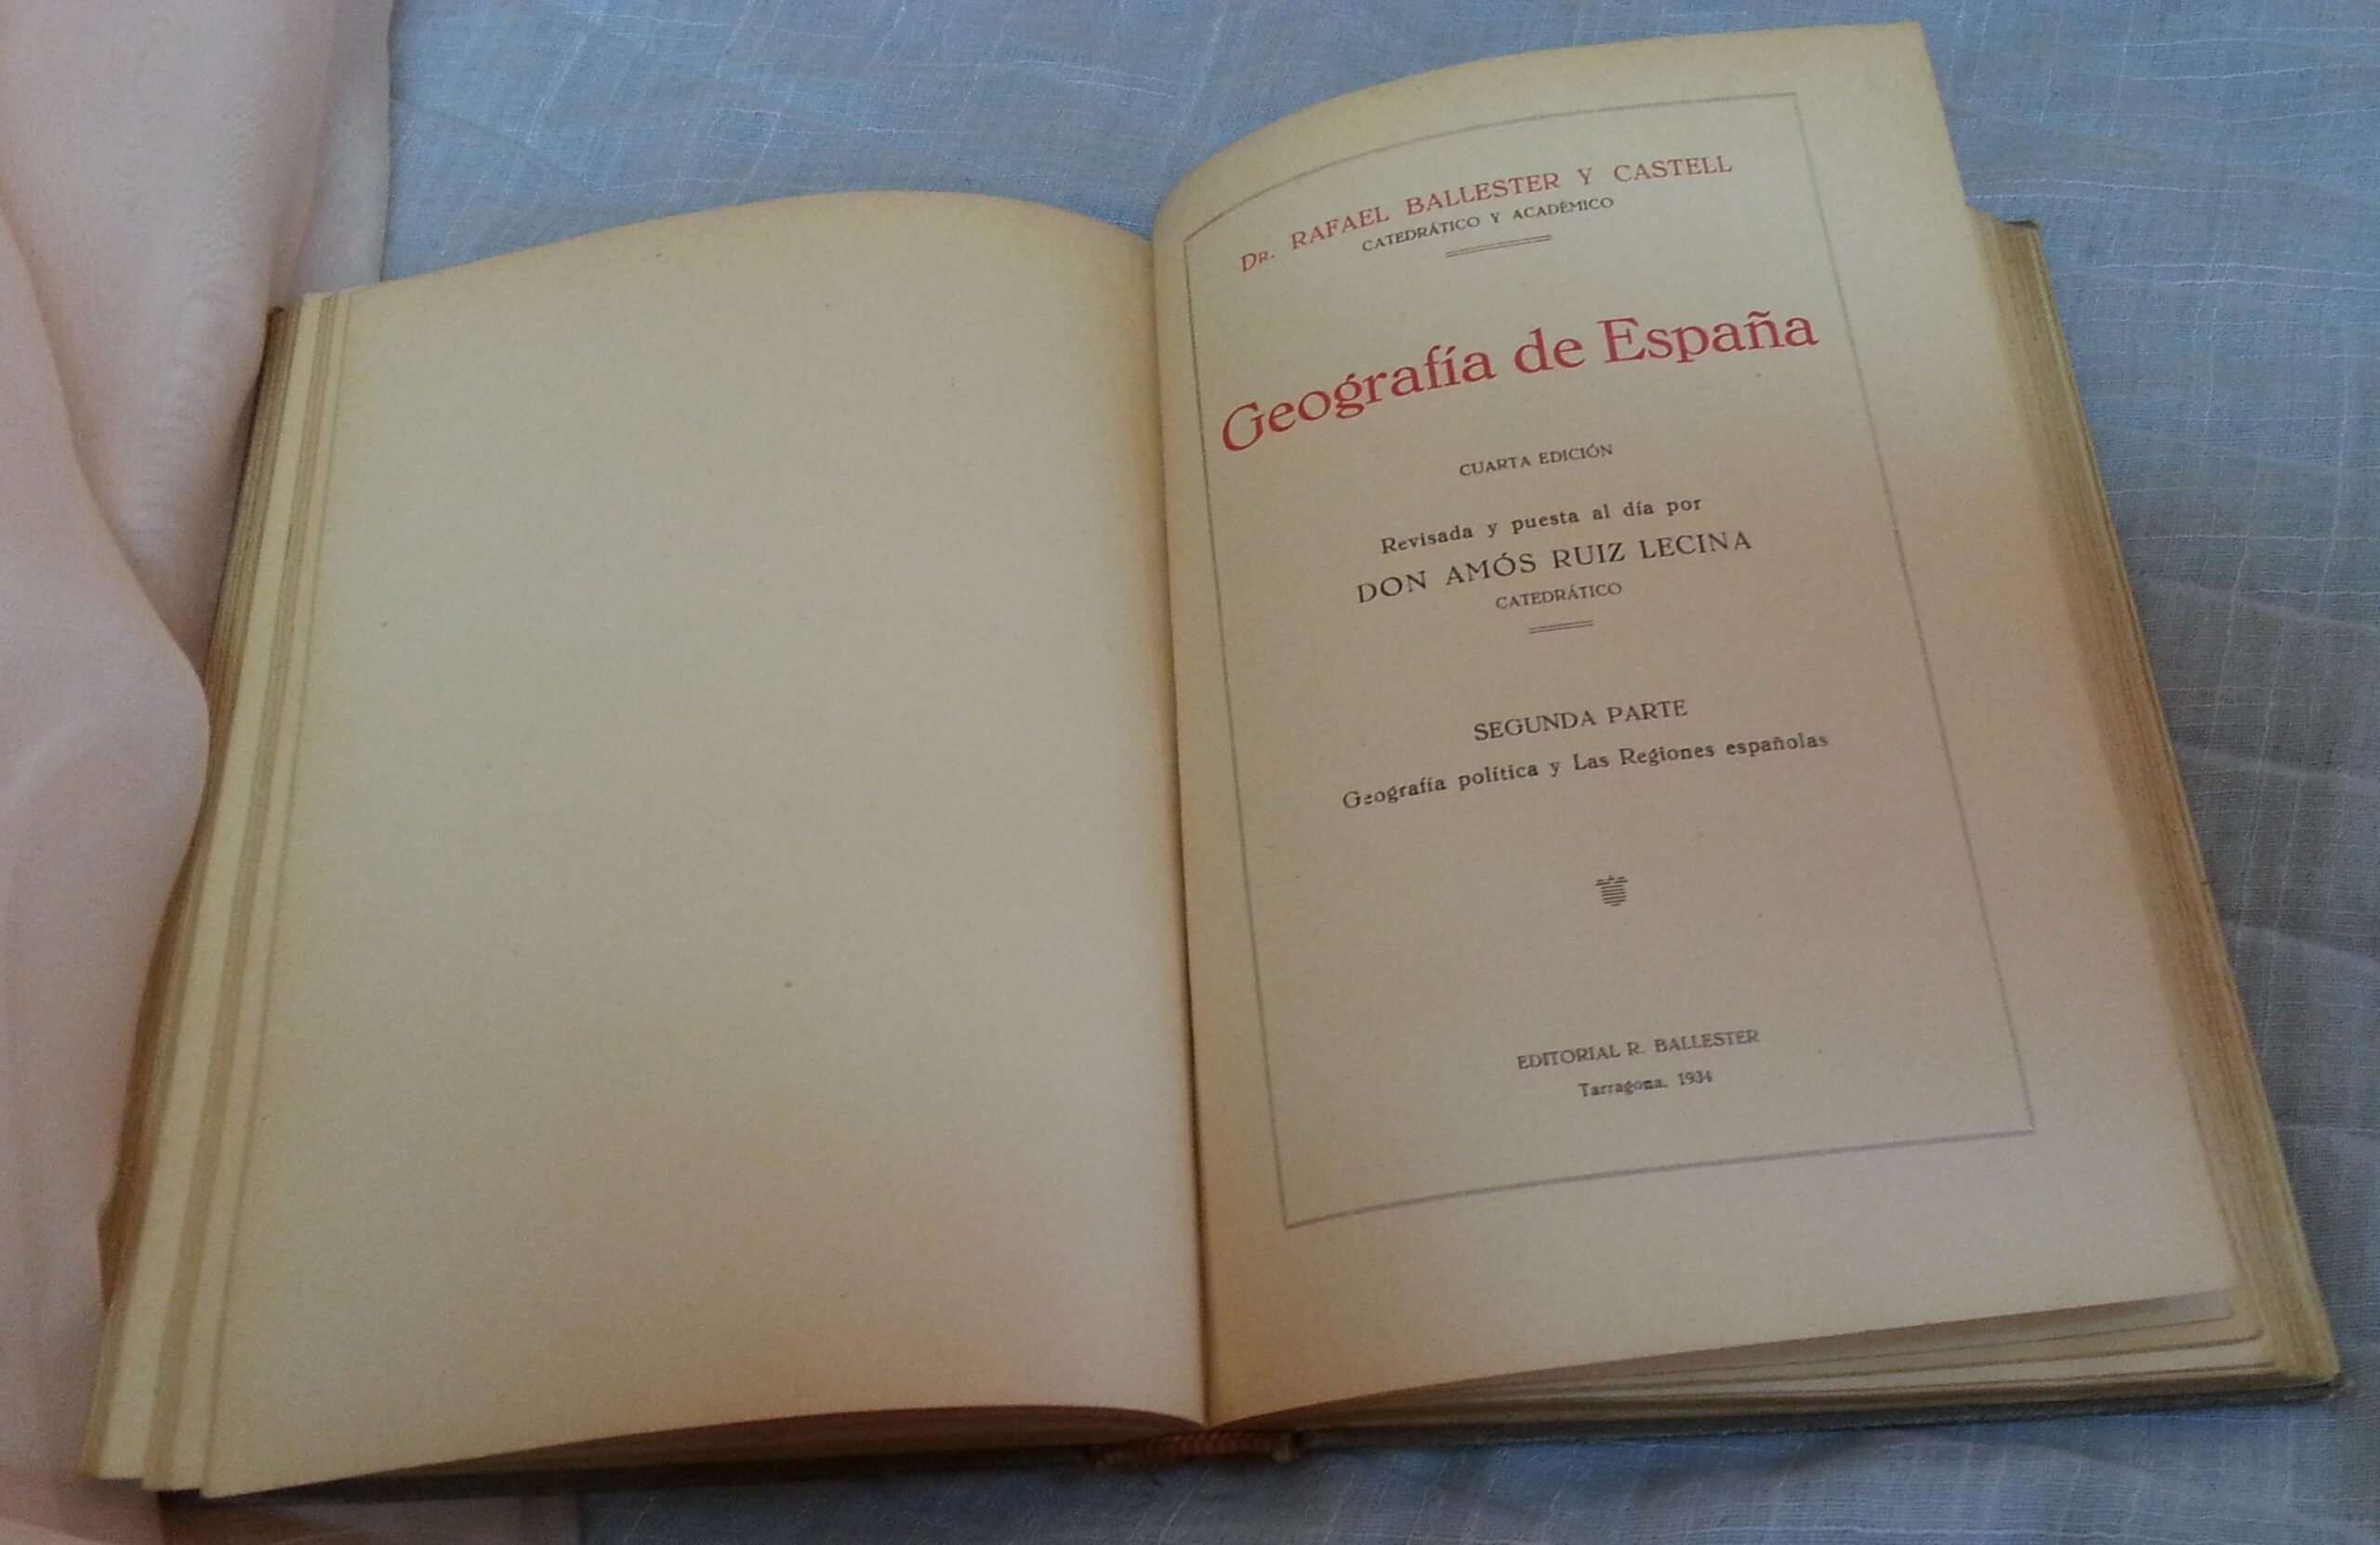 Dr. RAFAEL BALLESTER Y CASTELL
CATEDRÁTICO Y ACADÉMICO
Geografía de España
CUARTA EDICIÓN
Revisada y puesta al día por
DON AMÓS RUIZ LECINA
CATEDRÁTICO
SEGUNDA PARTE
Geografía política y Las Regiones españolas
EDITORIAL R. BALLESTER
Tarragona, 1934